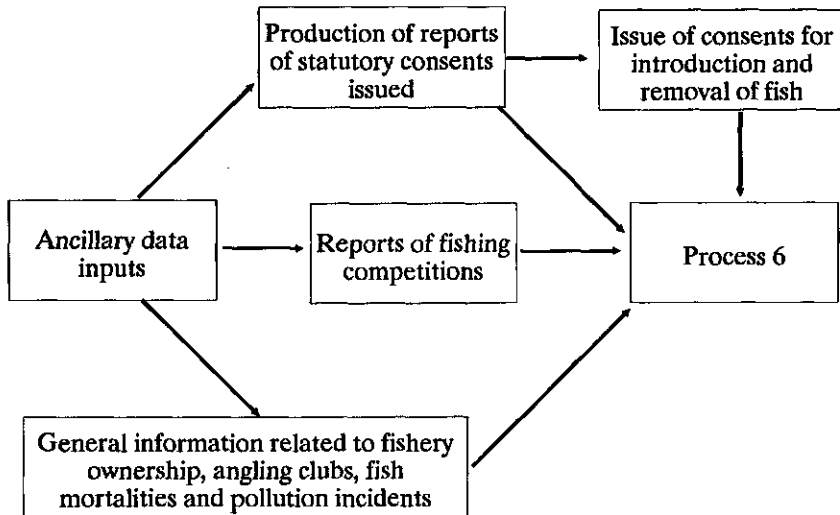 Production of reports
of statutory consents
issued
Issue of consents for
introduction and
removal of fish
Ancillary data
inputs
Reports of fishing
competitions
Process 6
General information related to fishery
ownership, angling clubs, fish
mortalities and pollution incidents